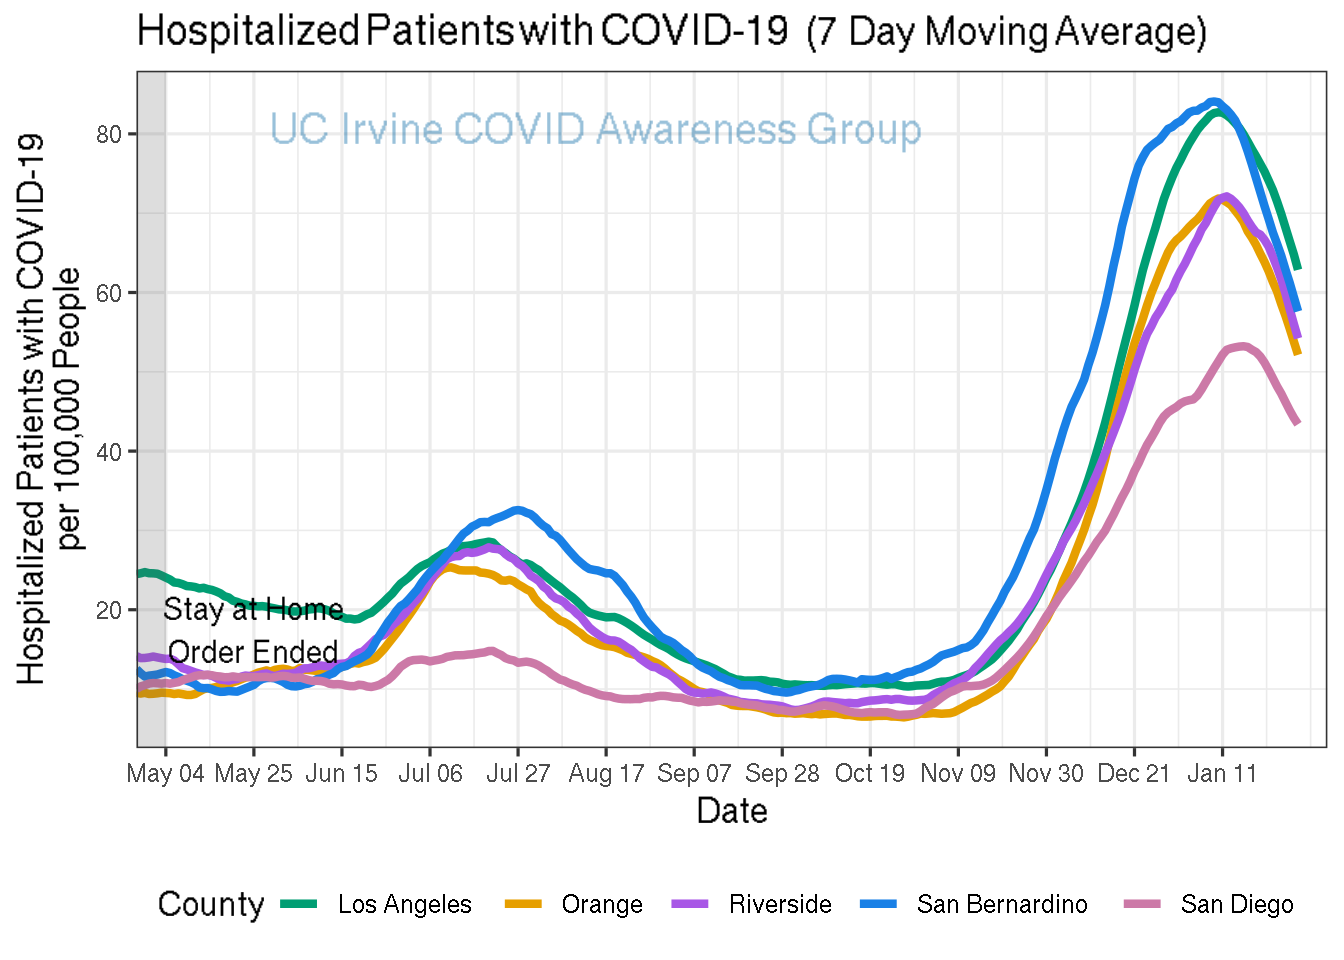 Hospitalized Patients with COVID-19 (7 Day Moving Average)
UC Irvine COVID Awareness Group
Hospitalized Patients with COVID-19
per 100,000 People
80
60
40
20
Stay at Home
Order Ended
May 04 May 25 Jun 15 Jul 06 Jul 27 Aug 17 Sep 07 Sep 28 Oct 19 Nov 09 Nov 30 Dec 21 Jan 11
Date
County Los Angeles Orange Riverside San Bernardino San Diego